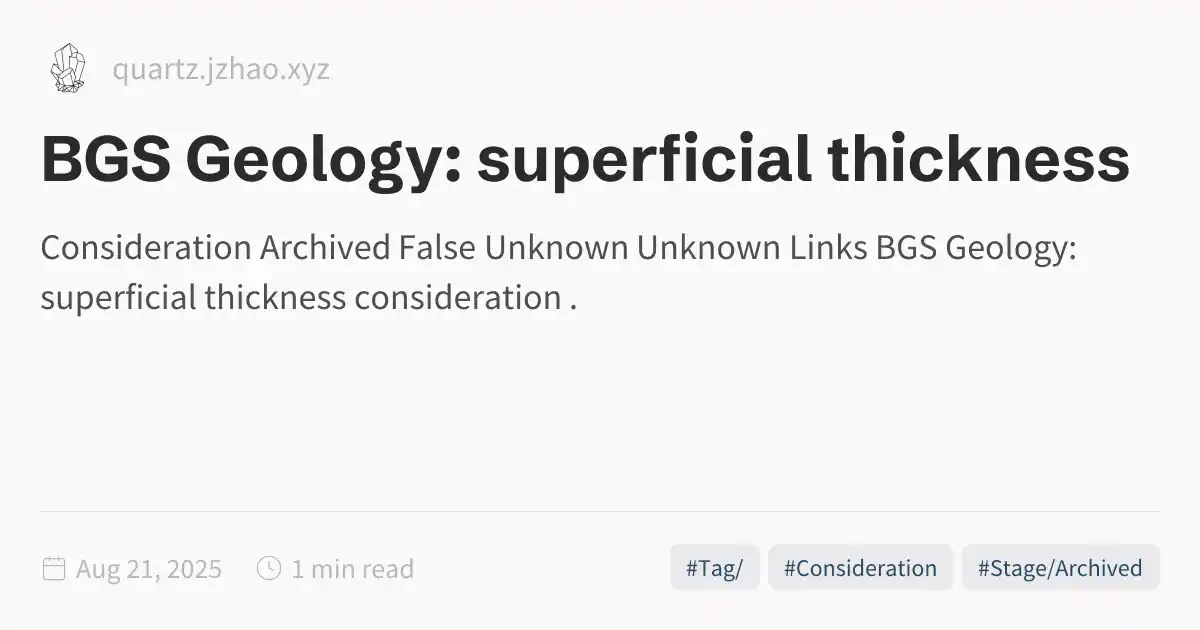 quartz.jzhao.xyz
BGS Geology: superficial thickness
Consideration Archived False Unknown Unknown Links BGS Geology:
superficial thickness consideration .
Aug 21, 2025 1 min read #Tag/ #Consideration #Stage/Archived